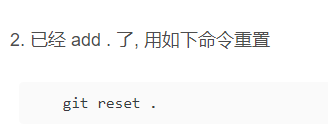 2. 已经 add . 了, 用如下命令重置
git reset .